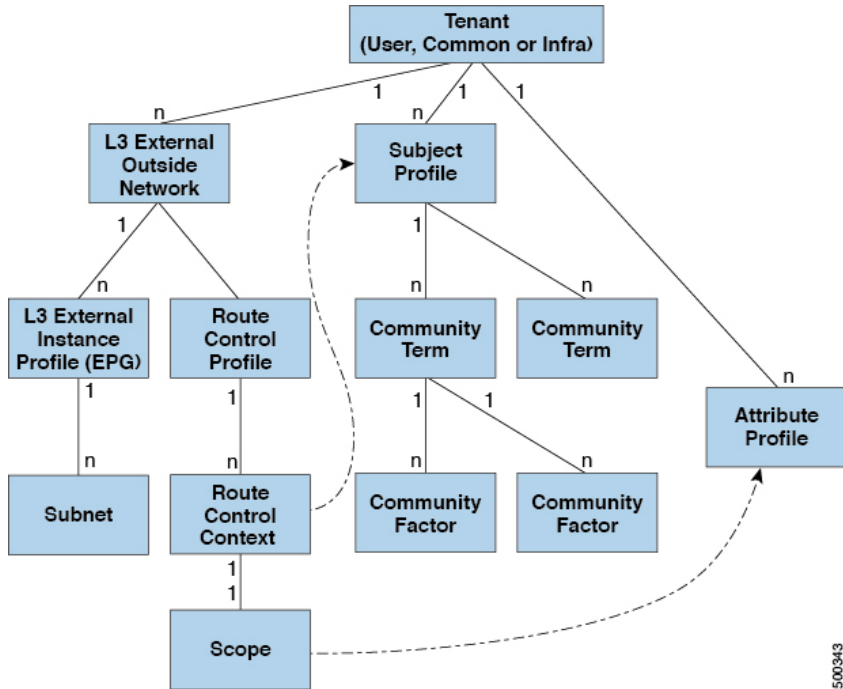 Tenant
(User, Common or Infra)
1
1
1
n
n
L3 External
Outside
Network
Subject
Profile
1
1
n
n
n
L3 External
Instance
Profile (EPG)
Route
Control
Profile
Community
Term
Community
Term
n
1
1
1
1
Attribute
Profile
n
n
n
n
Subnet
Route
Control
Context
Community
Factor
Community
Factor
1
1
Scope
500343